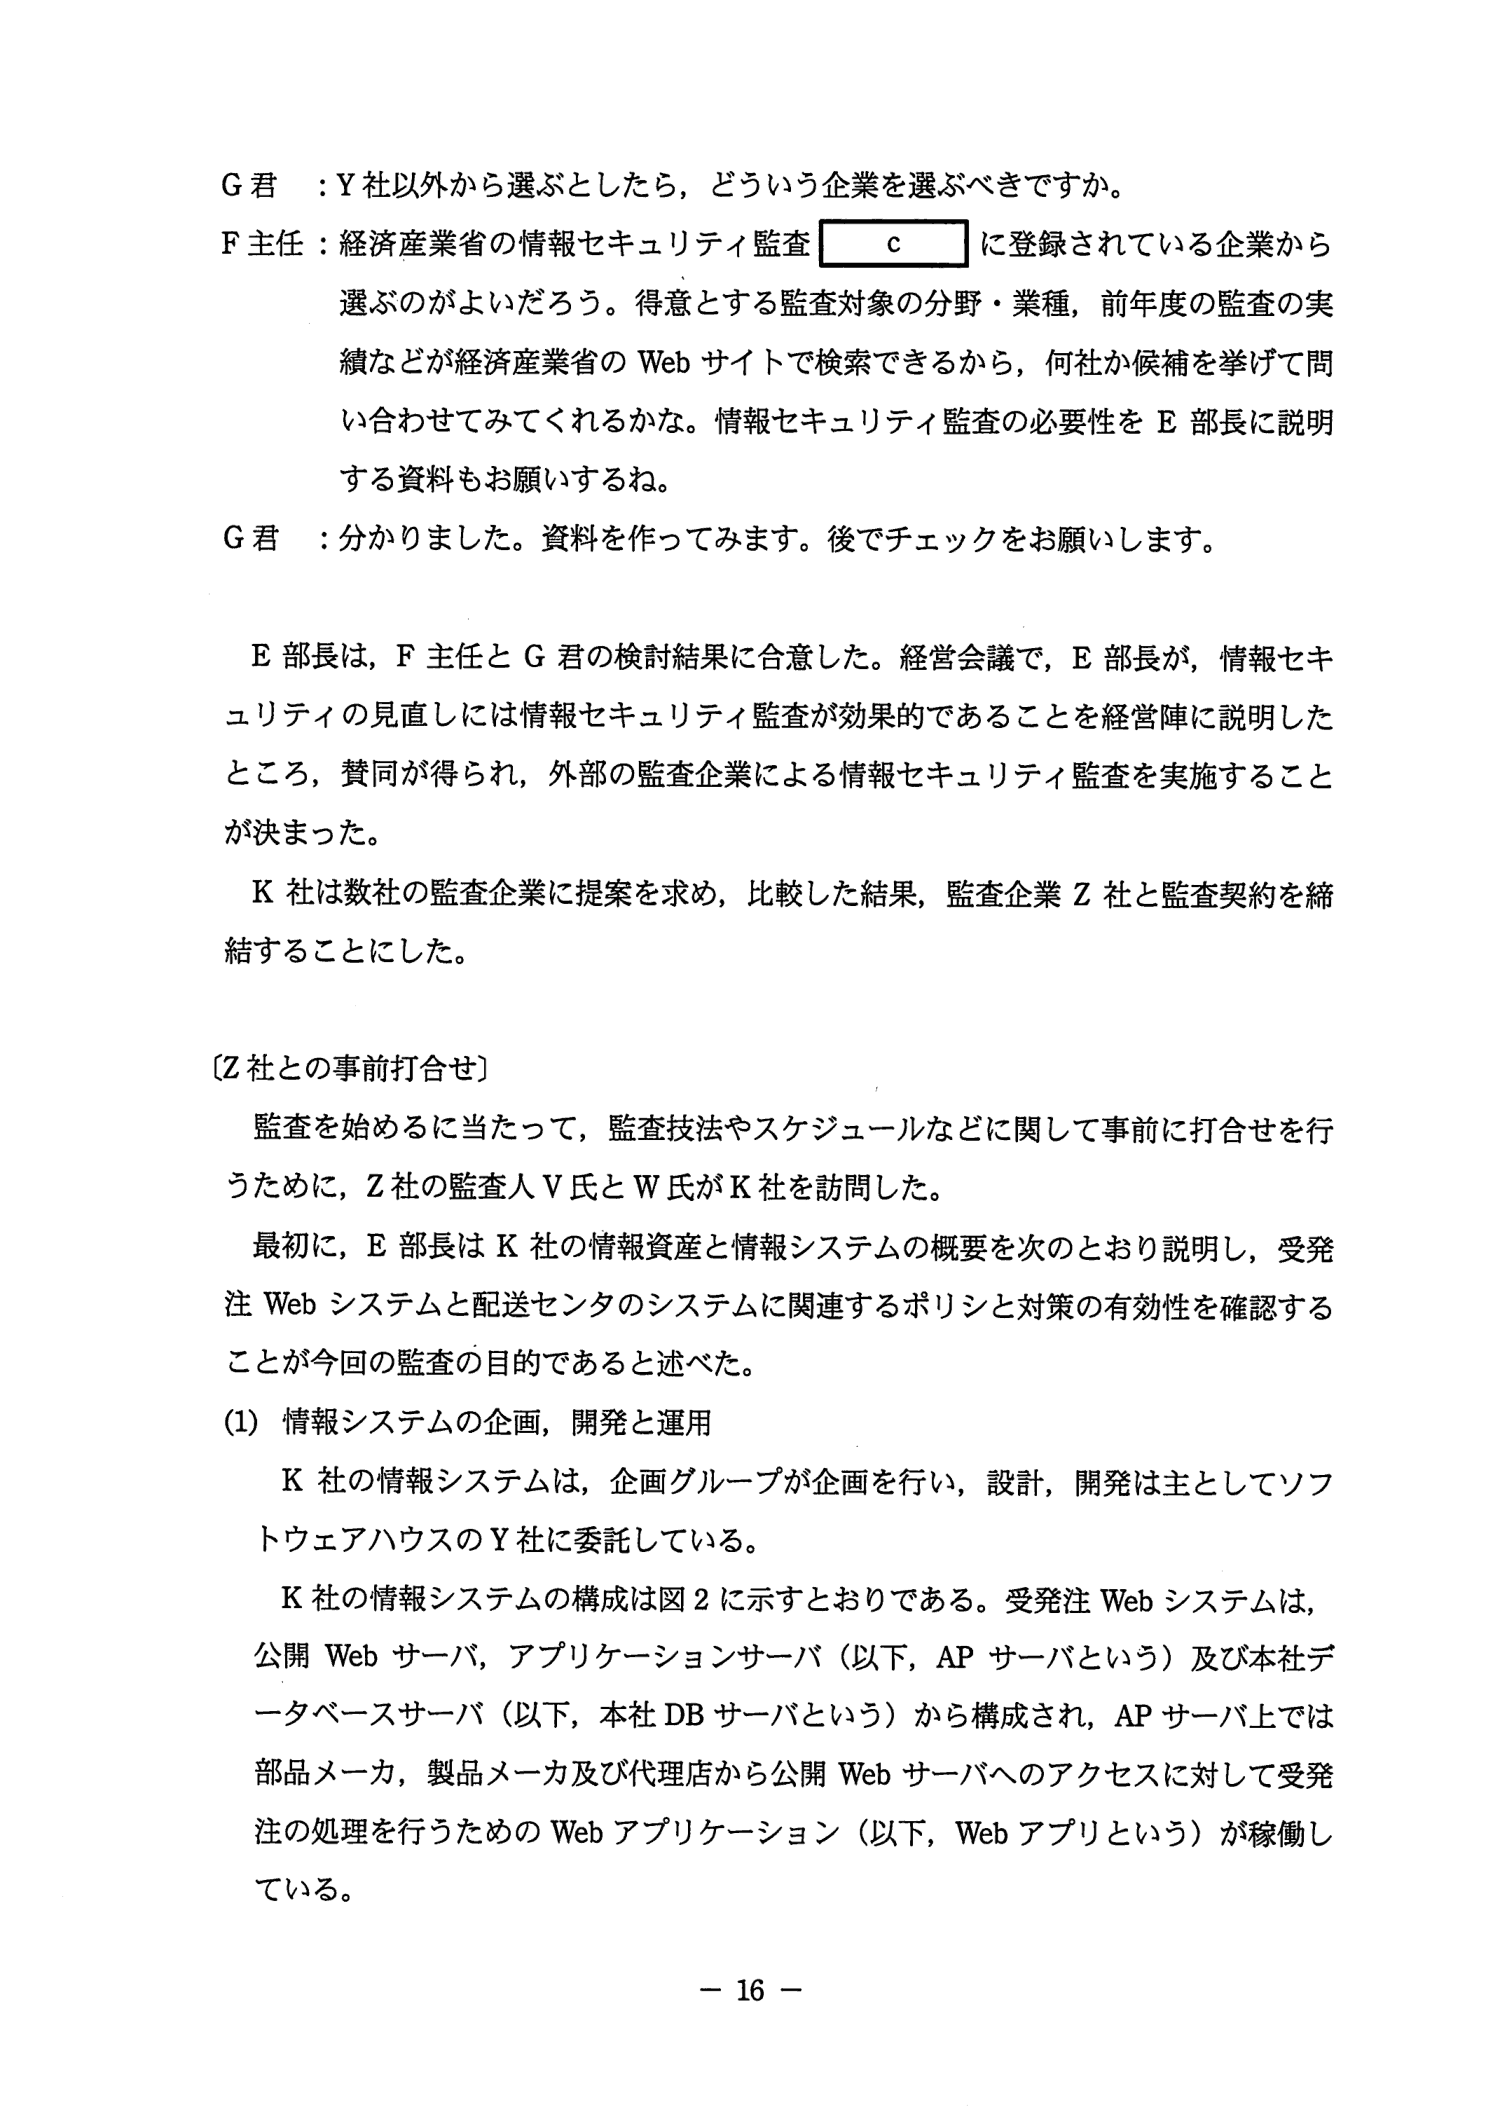 G 君　：Y 社以外から選ぶとしたら，どういう企業を選ぶべきですか。
F 主任：経済産業省の情報セキュリティ監査 c に登録されている企業から
選ぶのがよいだろう。得意とする監査対象の分野・業種，前年度の監査の実
績などが経済産業省の Web サイトで検索できるから，何社か候補を挙げて問
い合わせてみてくれるかな。情報セキュリティ監査の必要性を E 部長に説明
する資料もお願いするね。
G 君　：分かりました。資料を作ってみます。後でチェックをお願いします。
E 部長は，F 主任と G 君の検討結果に合意した。経営会議で，E 部長が，情報セキ
ュリティの見直しには情報セキュリティ監査が効果的であることを経営陣に説明した
ところ，賛同が得られ，外部の監査企業による情報セキュリティ監査を実施すること
が決まった。
K 社は数社の監査企業に提案を求め，比較した結果，監査企業 Z 社と監査契約を締
結することにした。
〔Z 社との事前打合せ〕
監査を始めるに当たって，監査技法やスケジュールなどに関して事前に打合せを行
うために，Z 社の監査人 V 氏と W 氏が K 社を訪問した。
最初に，E 部長は K 社の情報資産と情報システムの概要を次のとおり説明し，受発
注 Web システムと配送センタのシステムに関連するポリシと対策の有効性を確認する
ことが今回の監査の目的であると述べた。
(1) 情報システムの企画，開発と運用
K 社の情報システムは，企画グループが企画を行い，設計，開発は主としてソフ
トウェアハウスの Y 社に委託している。
K 社の情報システムの構成は図 2 に示すとおりである。受発注 Web システムは，
公開 Web サーバ，アプリケーションサーバ（以下，AP サーバという）及び本社デ
ータベースサーバ（以下，本社 DB サーバという）から構成され，AP サーバ上では
部品メーカ，製品メーカ及び代理店から公開 Web サーバへのアクセスに対して受発
注の処理を行うための Web アプリケーション（以下，Web アプリという）が稼働し
ている。
－ 16 －